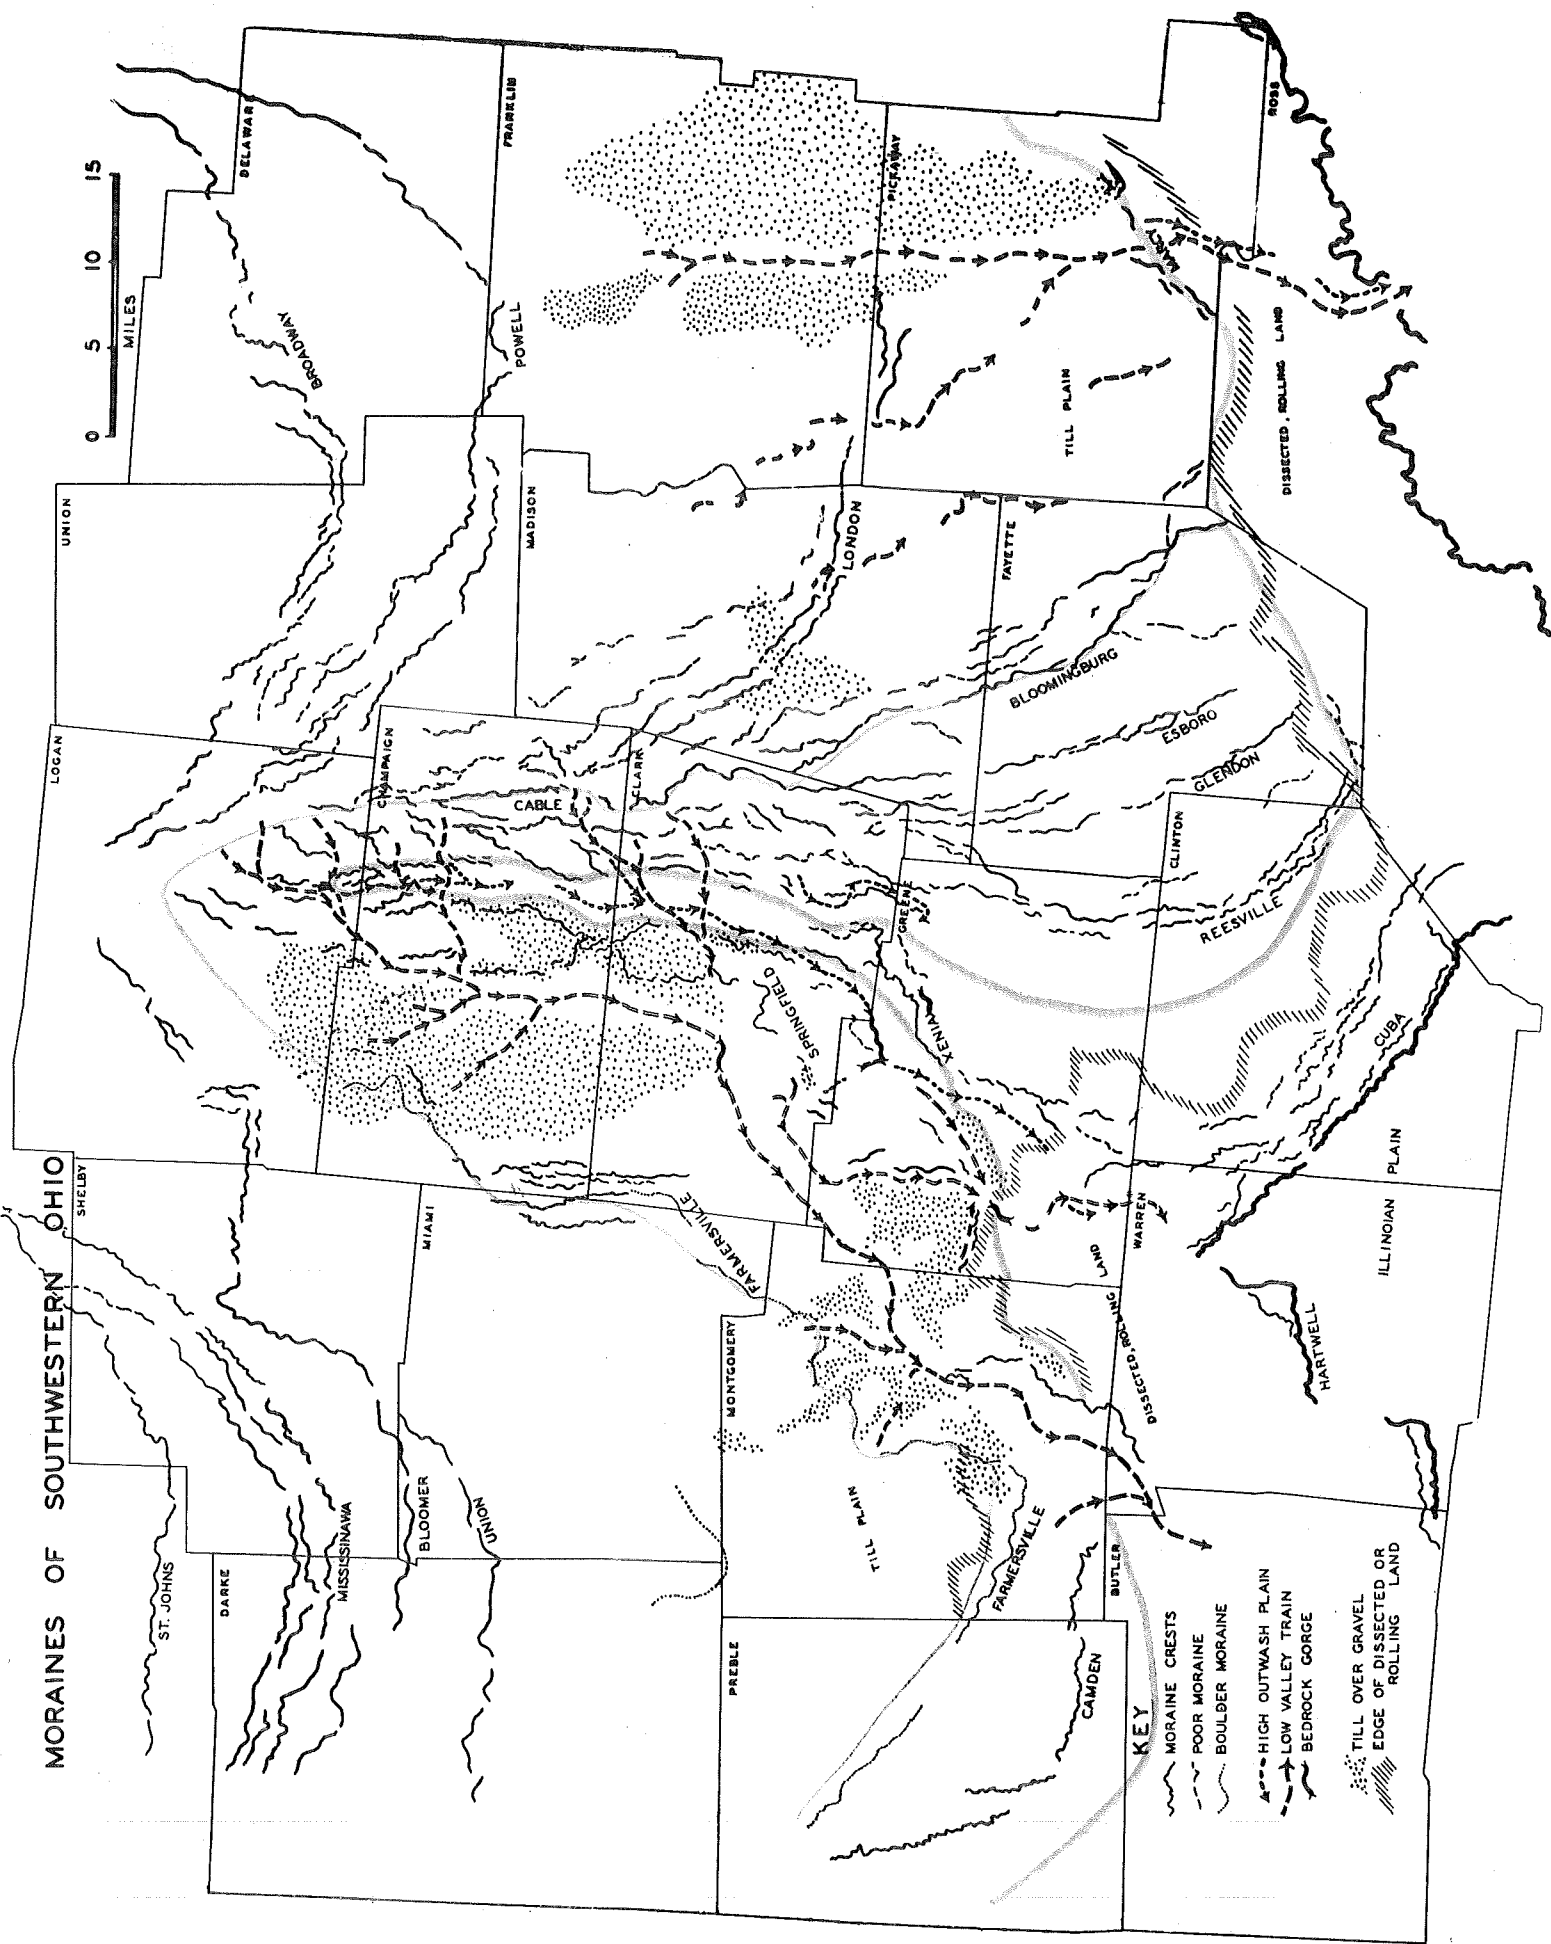 MORAINES OF SOUTHWESTERN OHIO
ST. JOHNS
DARKE
MISSISSINAWA
BLOOMER
UNION
SHELBY
MIAMI
LOGAN
UNION
0 5 10 15
MILES
BROADWAY
DELAWARE
POWELL
FRANKLIN
MADISON
CHAMPAIGN
CABLE
CLARK
SPRINGFIELD
FARMERSVILLE
MONTGOMERY
PREBLE
TILL PLAIN
FARMERSVILLE
CAMDEN
BUTLER
DISSECTED, ROLLING
LAND
WARREN
XENIA
GREENE
LONDON
FAYETTE
BLOOMINGBURG
ESBORO
GLENDON
CLINTON
REESVILLE
CUBA
ILLINOIAN PLAIN
HARTWELL
PICKAWAY
TILL PLAIN
MARCY
ROSS
DISSECTED, ROLLING LAND
KEY
MORAINE CRESTS
POOR MORAINE
BOULDER MORAINE
HIGH OUTWASH PLAIN
LOW VALLEY TRAIN
BEDROCK GORGE
TILL OVER GRAVEL
EDGE OF DISSECTED OR
ROLLING LAND